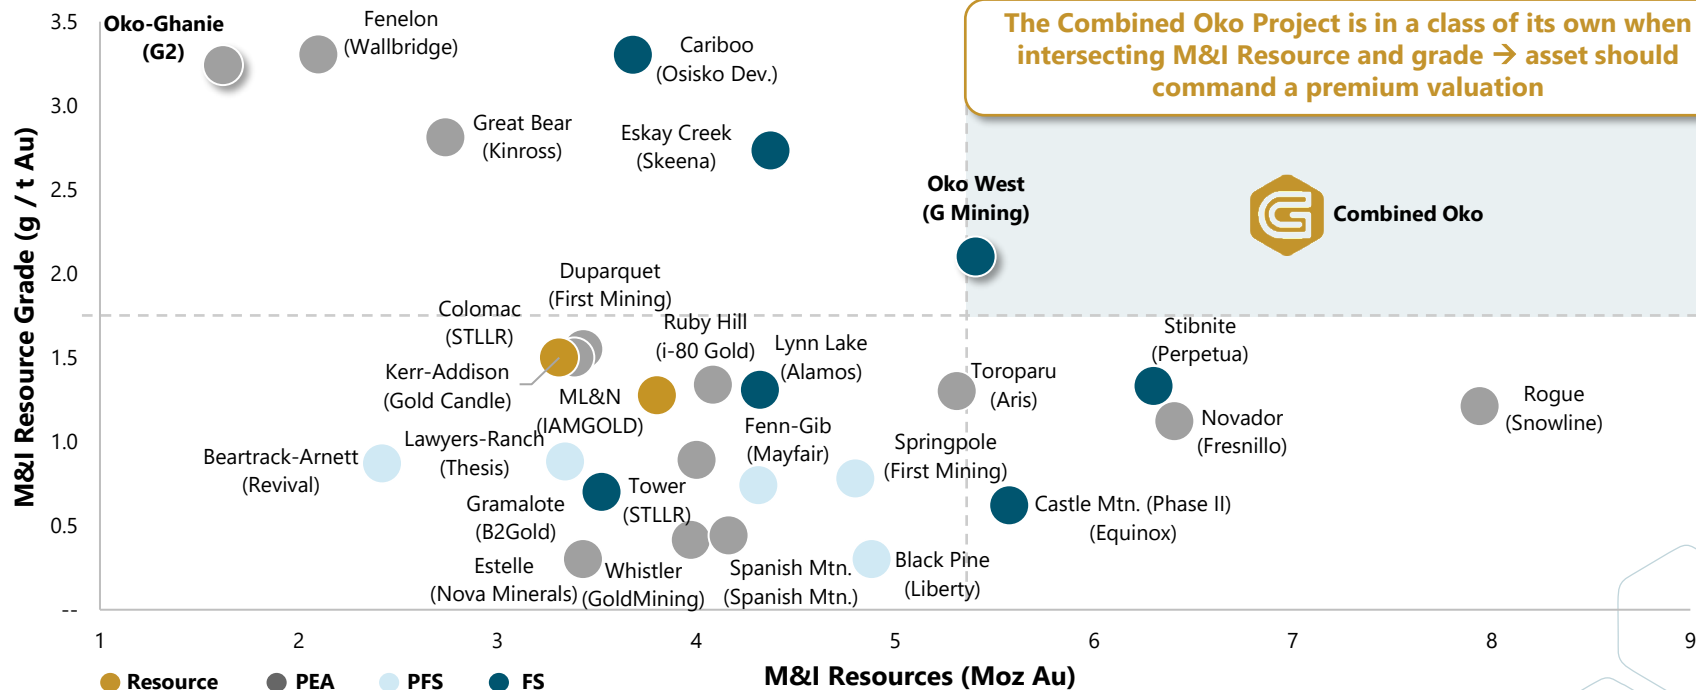 The Combined Oko Project is in a class of its own when
intersecting M&I Resource and grade → asset should
command a premium valuation
M&I Resource Grade (g / t Au)
3.5
3.0
2.5
2.0
1.5
1.0
0.5
--
Oko-Ghanie
(G2)
Fenelon
(Wallbridge)
Cariboo
(Osisko Dev.)
Great Bear
(Kinross)
Eskay Creek
(Skeena)
Oko West
(G Mining)
Combined Oko
Duparquet
(First Mining)
Colomac
(STLLR)
Ruby Hill
(i-80 Gold)
Lynn Lake
(Alamos)
Stibnite
(Perpetua)
Kerr-Addison
(Gold Candle)
ML&N
(IAMGOLD)
Toroparu
(Aris)
Rogue
(Snowline)
Novador
(Fresnillo)
Beartrack-Arnett
(Revival)
Lawyers-Ranch
(Thesis)
Fenn-Gib
(Mayfair)
Springpole
(First Mining)
Gramalote
(B2Gold)
Tower
(STLLR)
Castle Mtn. (Phase II)
(Equinox)
Estelle
(Nova Minerals)
Whistler
(GoldMining)
Spanish Mtn.
(Spanish Mtn.)
Black Pine
(Liberty)
1
2
3
4
5
6
7
8
9
M&I Resources (Moz Au)
Resource
PEA
PFS
FS